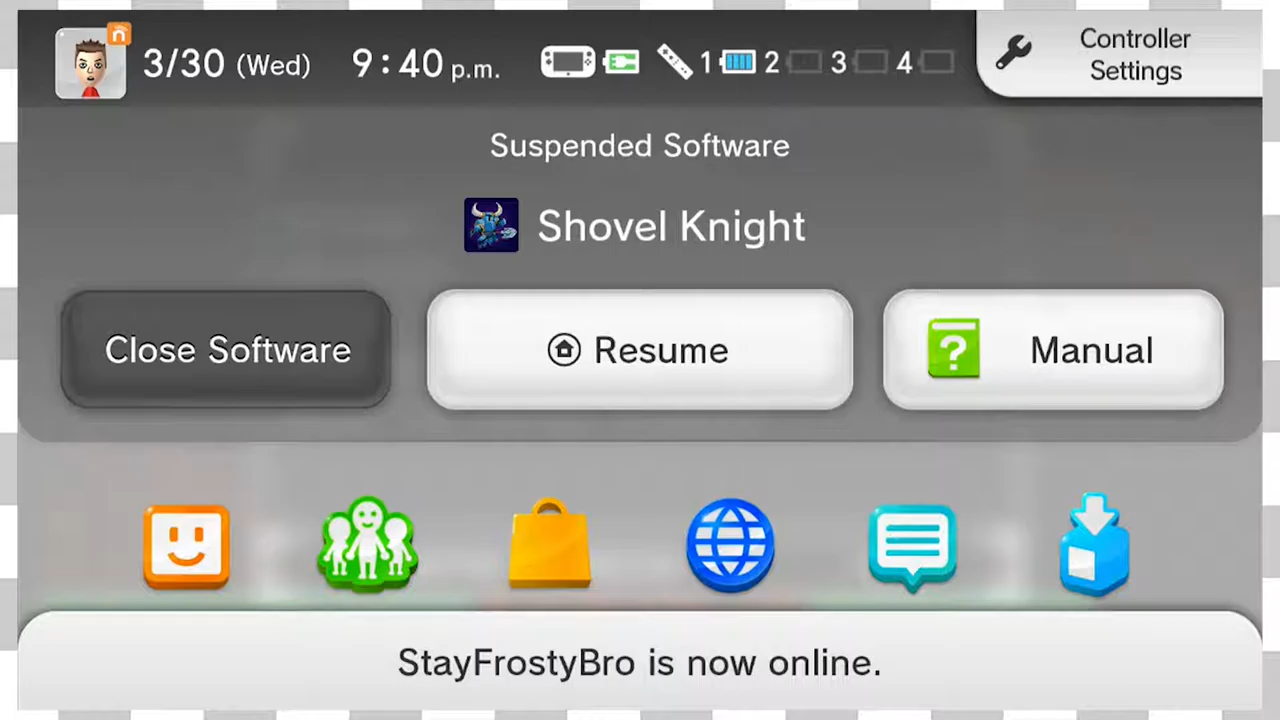 3/30 (Wed) 9:40 p.m. 1 2 3 4
Controller
Settings
Suspended Software
Shovel Knight
Close Software
Resume
? Manual
StayFrostyBro is now online.